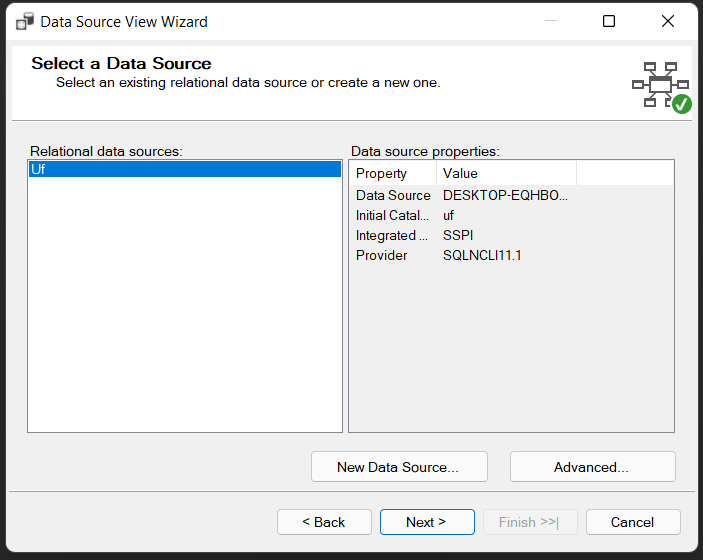 Data Source View Wizard
Select a Data Source
Select an existing relational data source or create a new one.
Relational data sources:
Uf
Data source properties:
Property Value
Data Source DESKTOP-EQHBO...
Initial Catal... uf
Integrated ... SSPI
Provider SQLNCLI11.1
New Data Source...
Advanced...
< Back
Next >
Finish >>|
Cancel